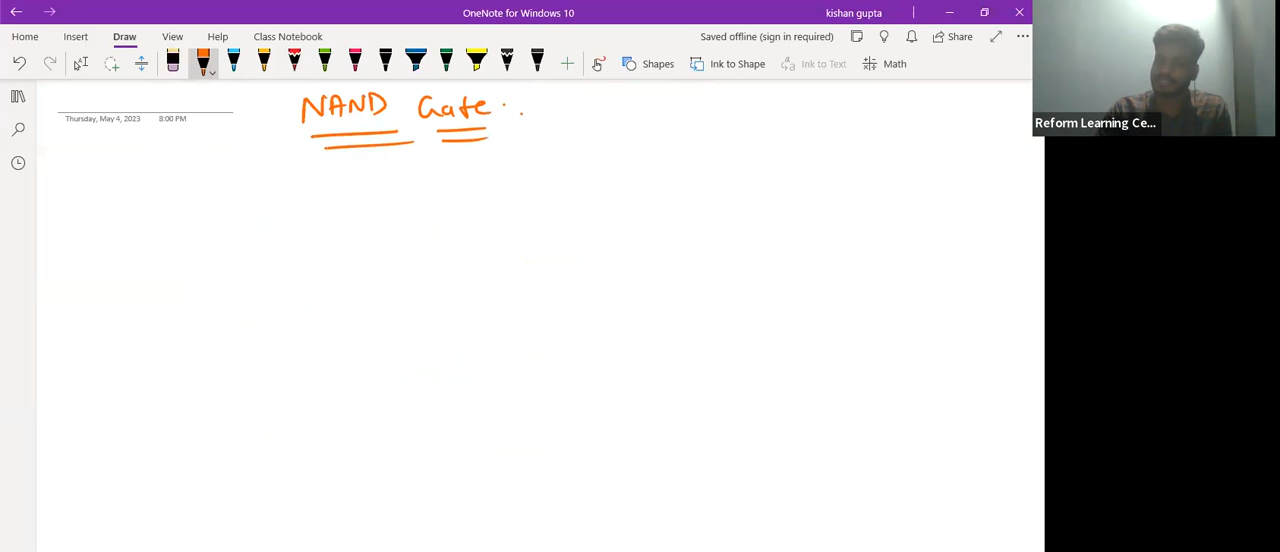 OneNote for Windows 10
kishan gupta
Home Insert Draw View Help Class Notebook
Saved offline (sign in required)
Share
Shapes
Ink to Shape
Ink to Text
Math
NAND Gate :.
Thursday, May 4, 2023 8:00 PM
Reform Learning Ce...